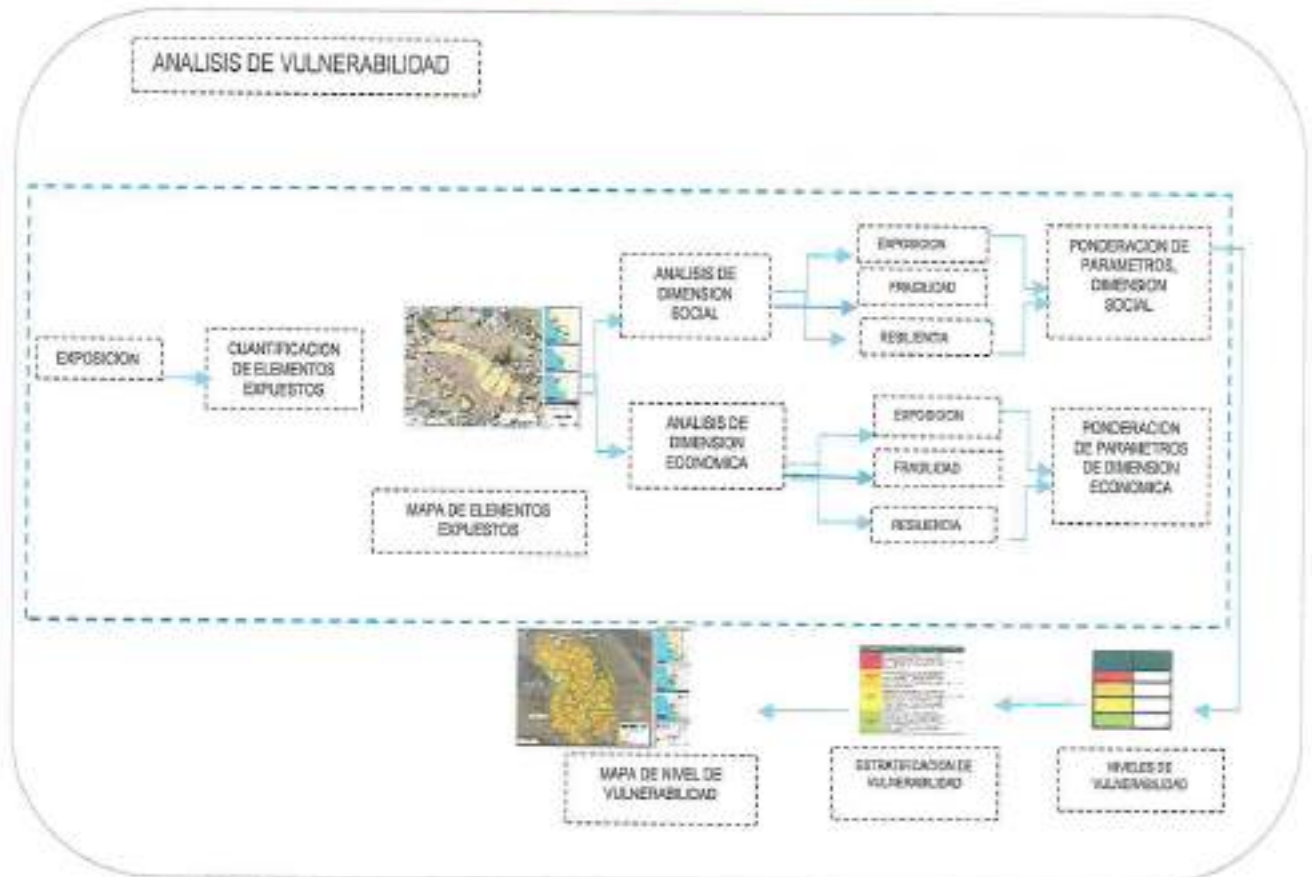 ANALISIS DE VULNERABILIDAD
EXPOSICION
CUANTIFICACION
DE ELEMENTOS
EXPUESTOS
MAPA DE ELEMENTOS
EXPUESTOS
ANALISIS DE
DIMENSION
SOCIAL
EXPOSICION
FRAGILIDAD
RESILIENCIA
PONDERACION DE
PARAMETROS,
DIMENSION
SOCIAL
ANALISIS DE
DIMENSION
ECONOMICA
EXPOSICION
FRAGILIDAD
RESILIENCIA
PONDERACION
DE PARAMETROS
DE DIMENSION
ECONOMICA
MAPA DE NIVEL DE
VULNERABILIDAD
ESTRATIFICACION DE
VULNERABILIDAD
NIVELES DE
VULNERABILIDAD